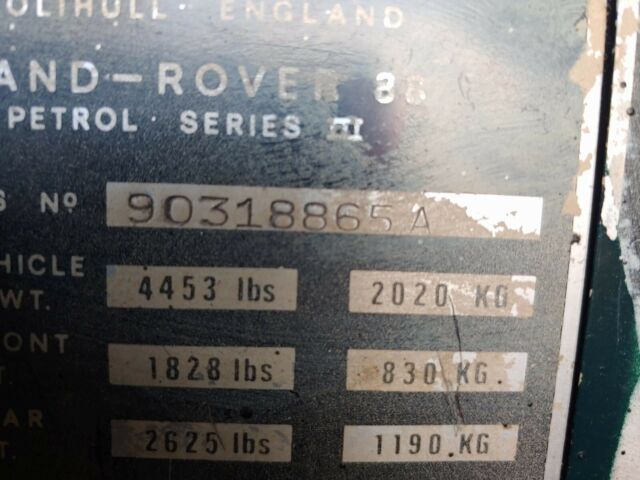 OLIHULL · ENGLAND
AND-ROVER 88
PETROL · SERIES III
S Nº 90318865A
HICLE
WT. 4453 lbs 2020 KG
ONT
T. 1828 lbs 830 KG.
AR
T. 2625 lbs 1190 KG